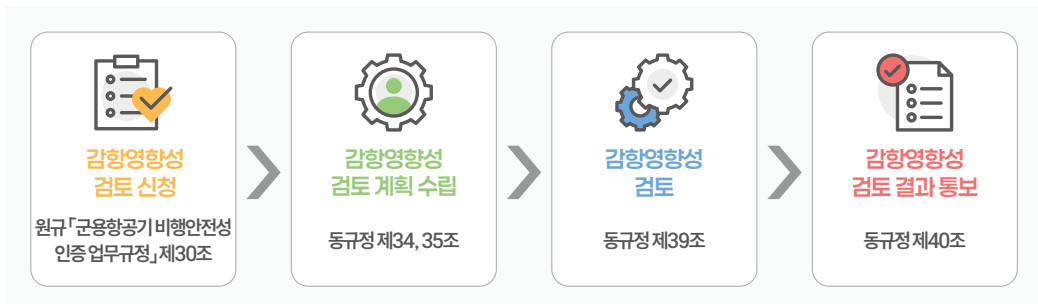 감항영향성
검토 신청
원규 「군용항공기 비행안전성
인증 업무규정」 제30조
감항영향성
검토 계획 수립
동규정 제34, 35조
감항영향성
검토
동규정 제39조
감항영향성
검토 결과 통보
동규정 제40조